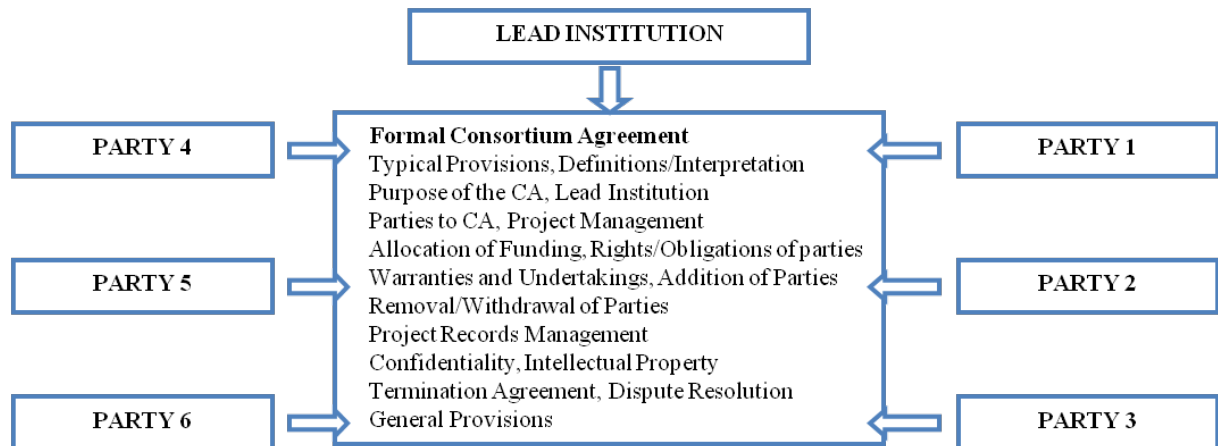 LEAD INSTITUTION
PARTY 4
PARTY 5
PARTY 6
Formal Consortium Agreement
Typical Provisions, Definitions/Interpretation
Purpose of the CA, Lead Institution
Parties to CA, Project Management
Allocation of Funding, Rights/Obligations of parties
Warranties and Undertakings, Addition of Parties
Removal/Withdrawal of Parties
Project Records Management
Confidentiality, Intellectual Property
Termination Agreement, Dispute Resolution
General Provisions
PARTY 1
PARTY 2
PARTY 3